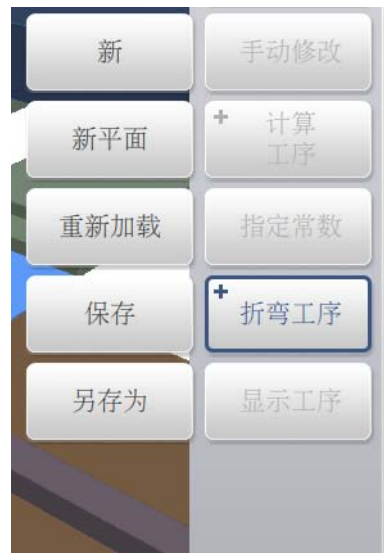 新
手动修改
新平面
+ 计算
工序
重新加载
指定常数
保存
+ 折弯工序
另存为
显示工序